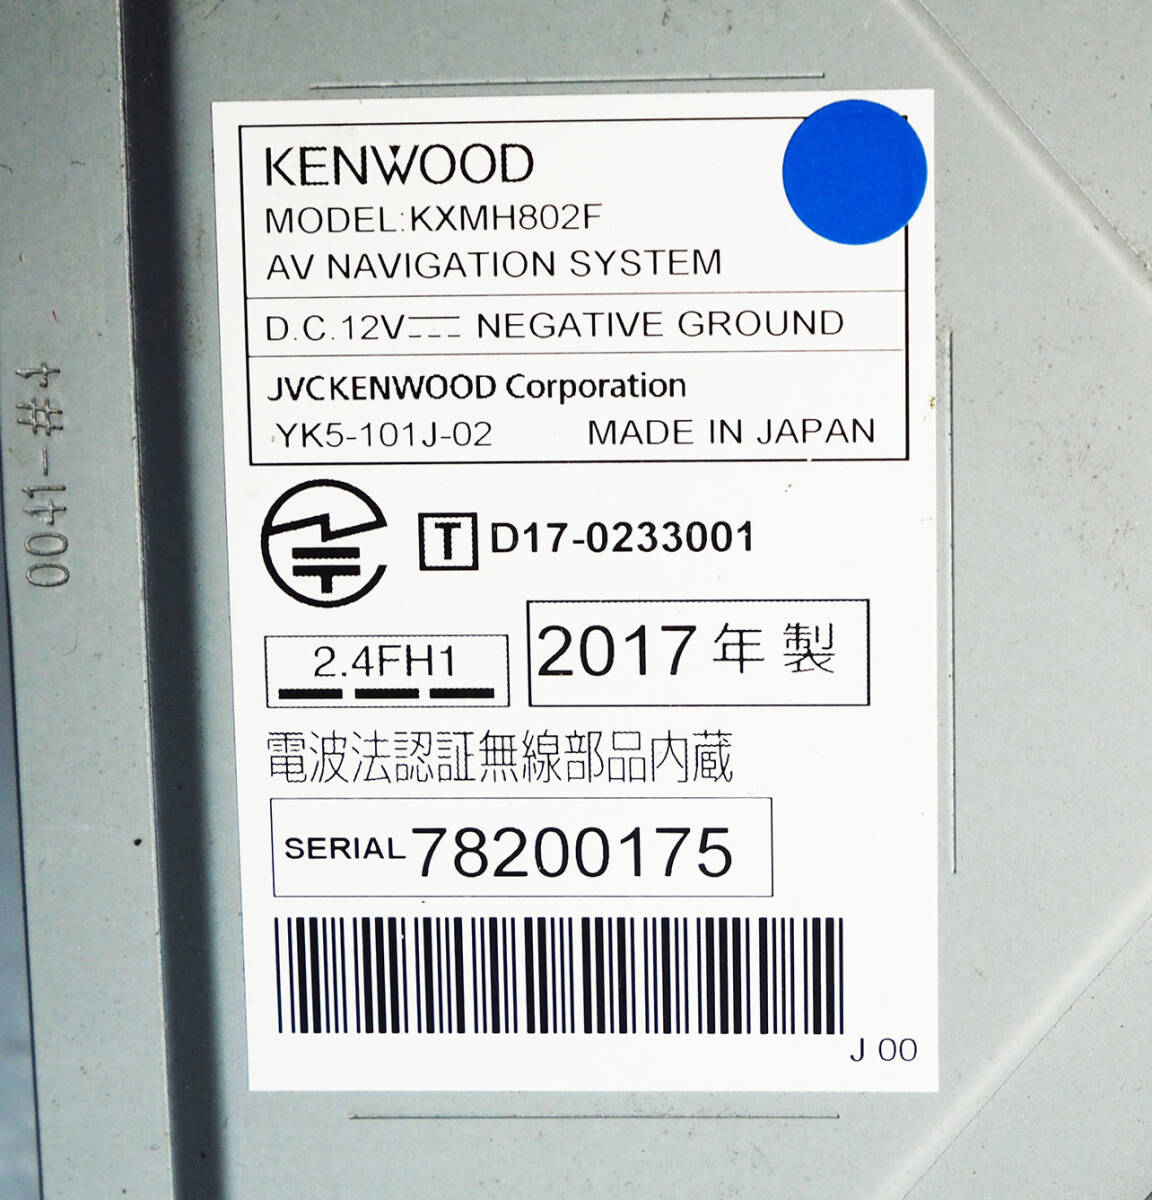 KENWOOD
MODEL:KXMH802F
AV NAVIGATION SYSTEM
D.C.12V NEGATIVE GROUND
JVCKENWOOD Corporation
YK5-101J-02 MADE IN JAPAN
T D17-0233001
2.4FH1
2017年製
電波法認証無線部品内蔵
SERIAL 78200175
J 00
0041-#4